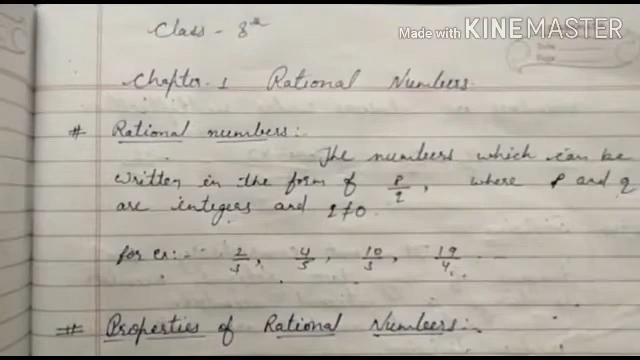 Made with KINEMASTER
Class - 8th
Chapter-1 Rational Numbers
# Rational numbers:-
The numbers which can be
written in the form of p/q, where p and q
are integers and q≠0.
for ex:- 2/3, 4/5, 10/3, 19/4,
# Properties of Rational Numbers:-